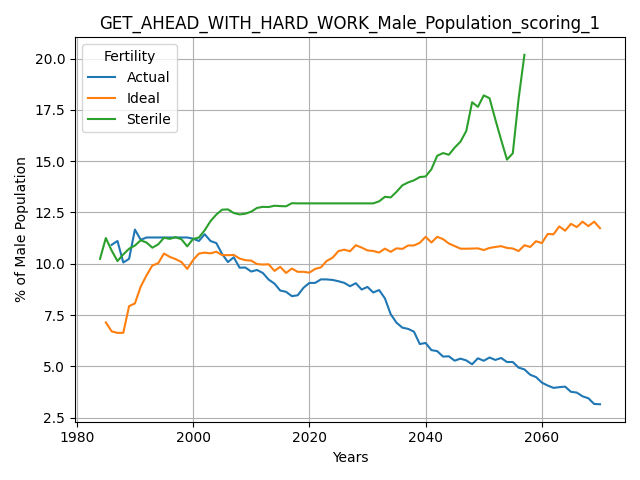 GET_AHEAD_WITH_HARD_WORK_Male_Population_scoring_1
Fertility
Actual
Ideal
Sterile
% of Male Population
20.0
17.5
15.0
12.5
10.0
7.5
5.0
2.5
1980
2000
2020
2040
2060
Years